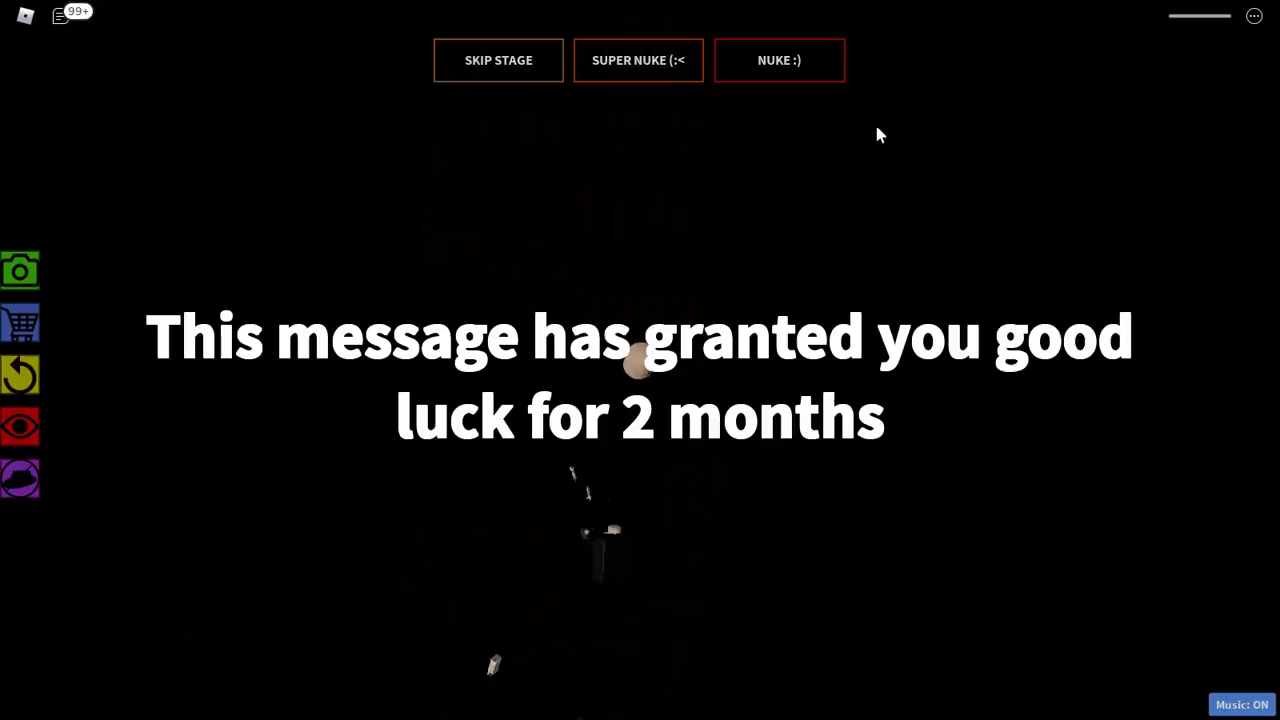 99+
SKIP STAGE
SUPER NUKE (:<
NUKE :)
This message has granted you good
luck for 2 months
Music: ON